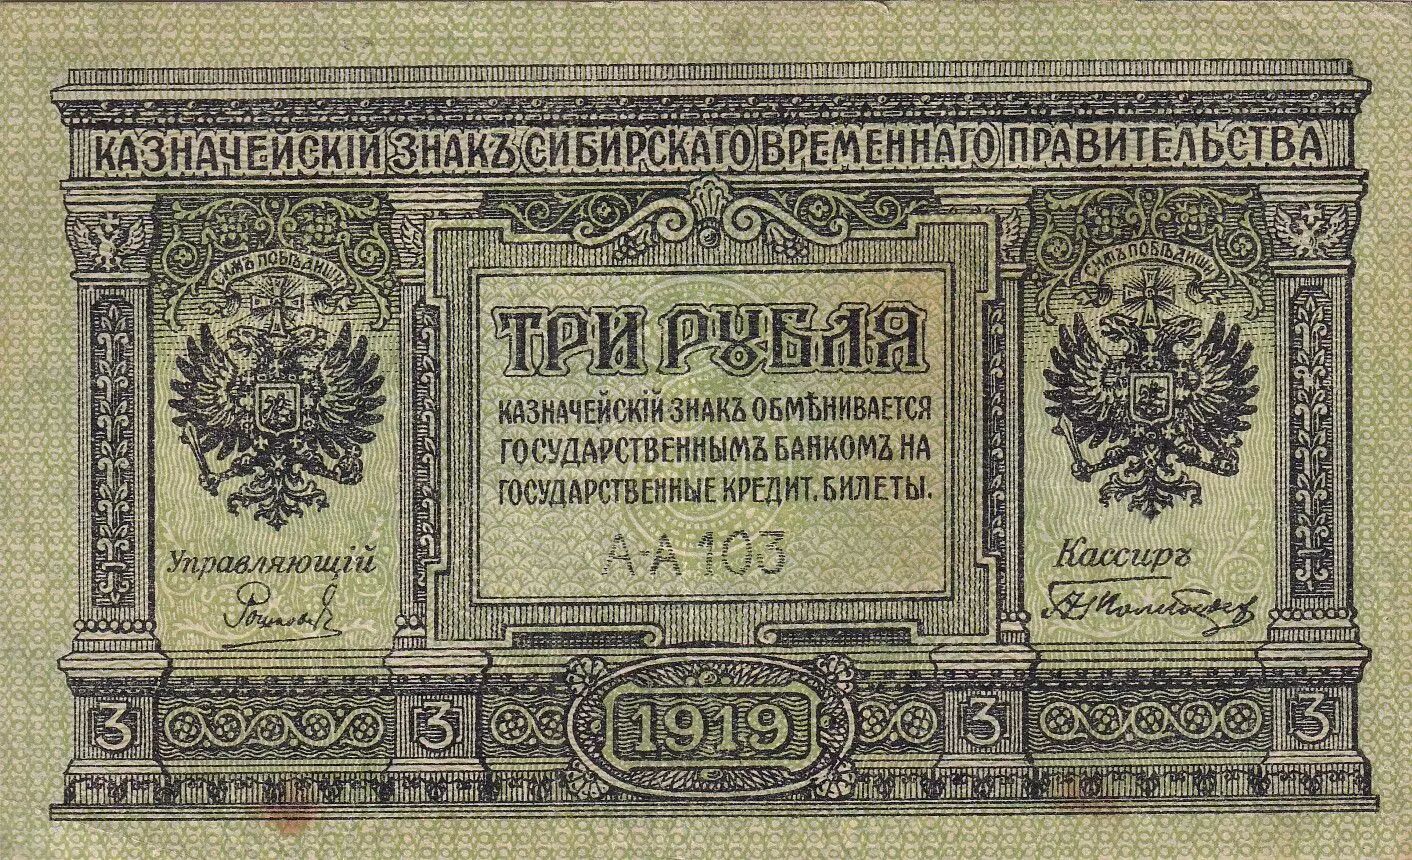 КАЗНАЧЕЙСКІЙ ЗНАКЪ СИБИРСКАГО ВРЕМЕННАГО ПРАВИТЕЛЬСТВА
СИМЪ ПОБѢДИШИ
СИМЪ ПОБѢДИШИ
ТРИ РУБЛЯ
КАЗНАЧЕЙСКІЙ ЗНАКЪ ОБМѢНИВАЕТСЯ
ГОСУДАРСТВЕННЫМЪ БАНКОМЪ НА
ГОСУДАРСТВЕННЫЕ КРЕДИТ. БИЛЕТЫ.
А-А 103
Управляющій
Кассиръ
3 3 1919 3 3